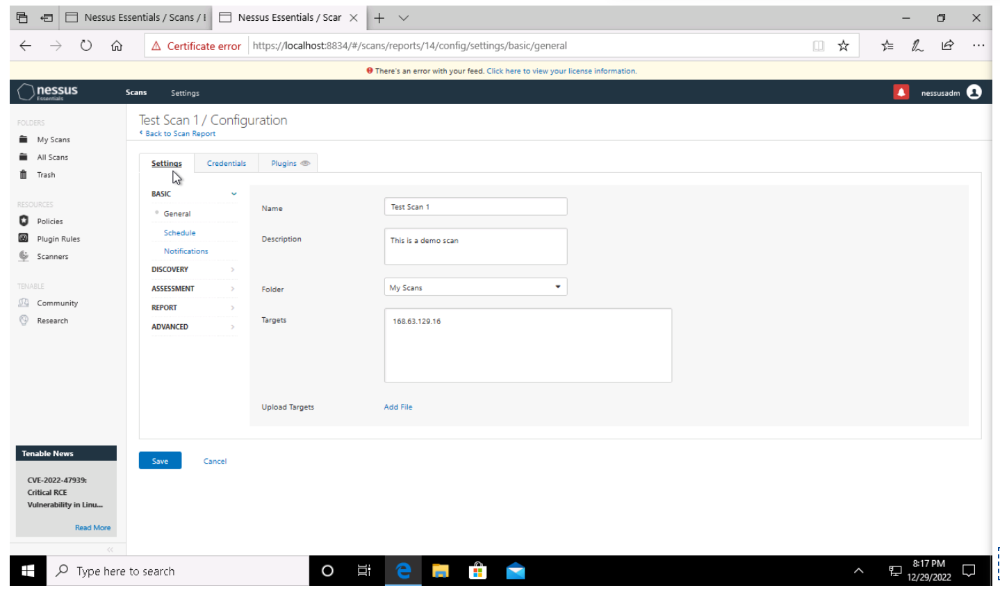 Nessus Essentials / Scans / I
Nessus Essentials / Scar
Certificate error
https://localhost:8834/#/scans/reports/14/config/settings/basic/general
There's an error with your feed. Click here to view your license information.
nessus
Essentials
Scans
Settings
nessusadm
FOLDERS
My Scans
All Scans
Trash
RESOURCES
Policies
Plugin Rules
Scanners
TENABLE
Community
Research
Tenable News
CVE-2022-47939:
Critical RCE
Vulnerability in Linu...
Read More
Test Scan 1 / Configuration
Back to Scan Report
Settings
Credentials
Plugins
BASIC
General
Schedule
Notifications
DISCOVERY
ASSESSMENT
REPORT
ADVANCED
Name
Test Scan 1
Description
This is a demo scan
Folder
My Scans
Targets
168.63.129.16
Upload Targets
Add File
Save
Cancel
Type here to search
8:17 PM
12/29/2022